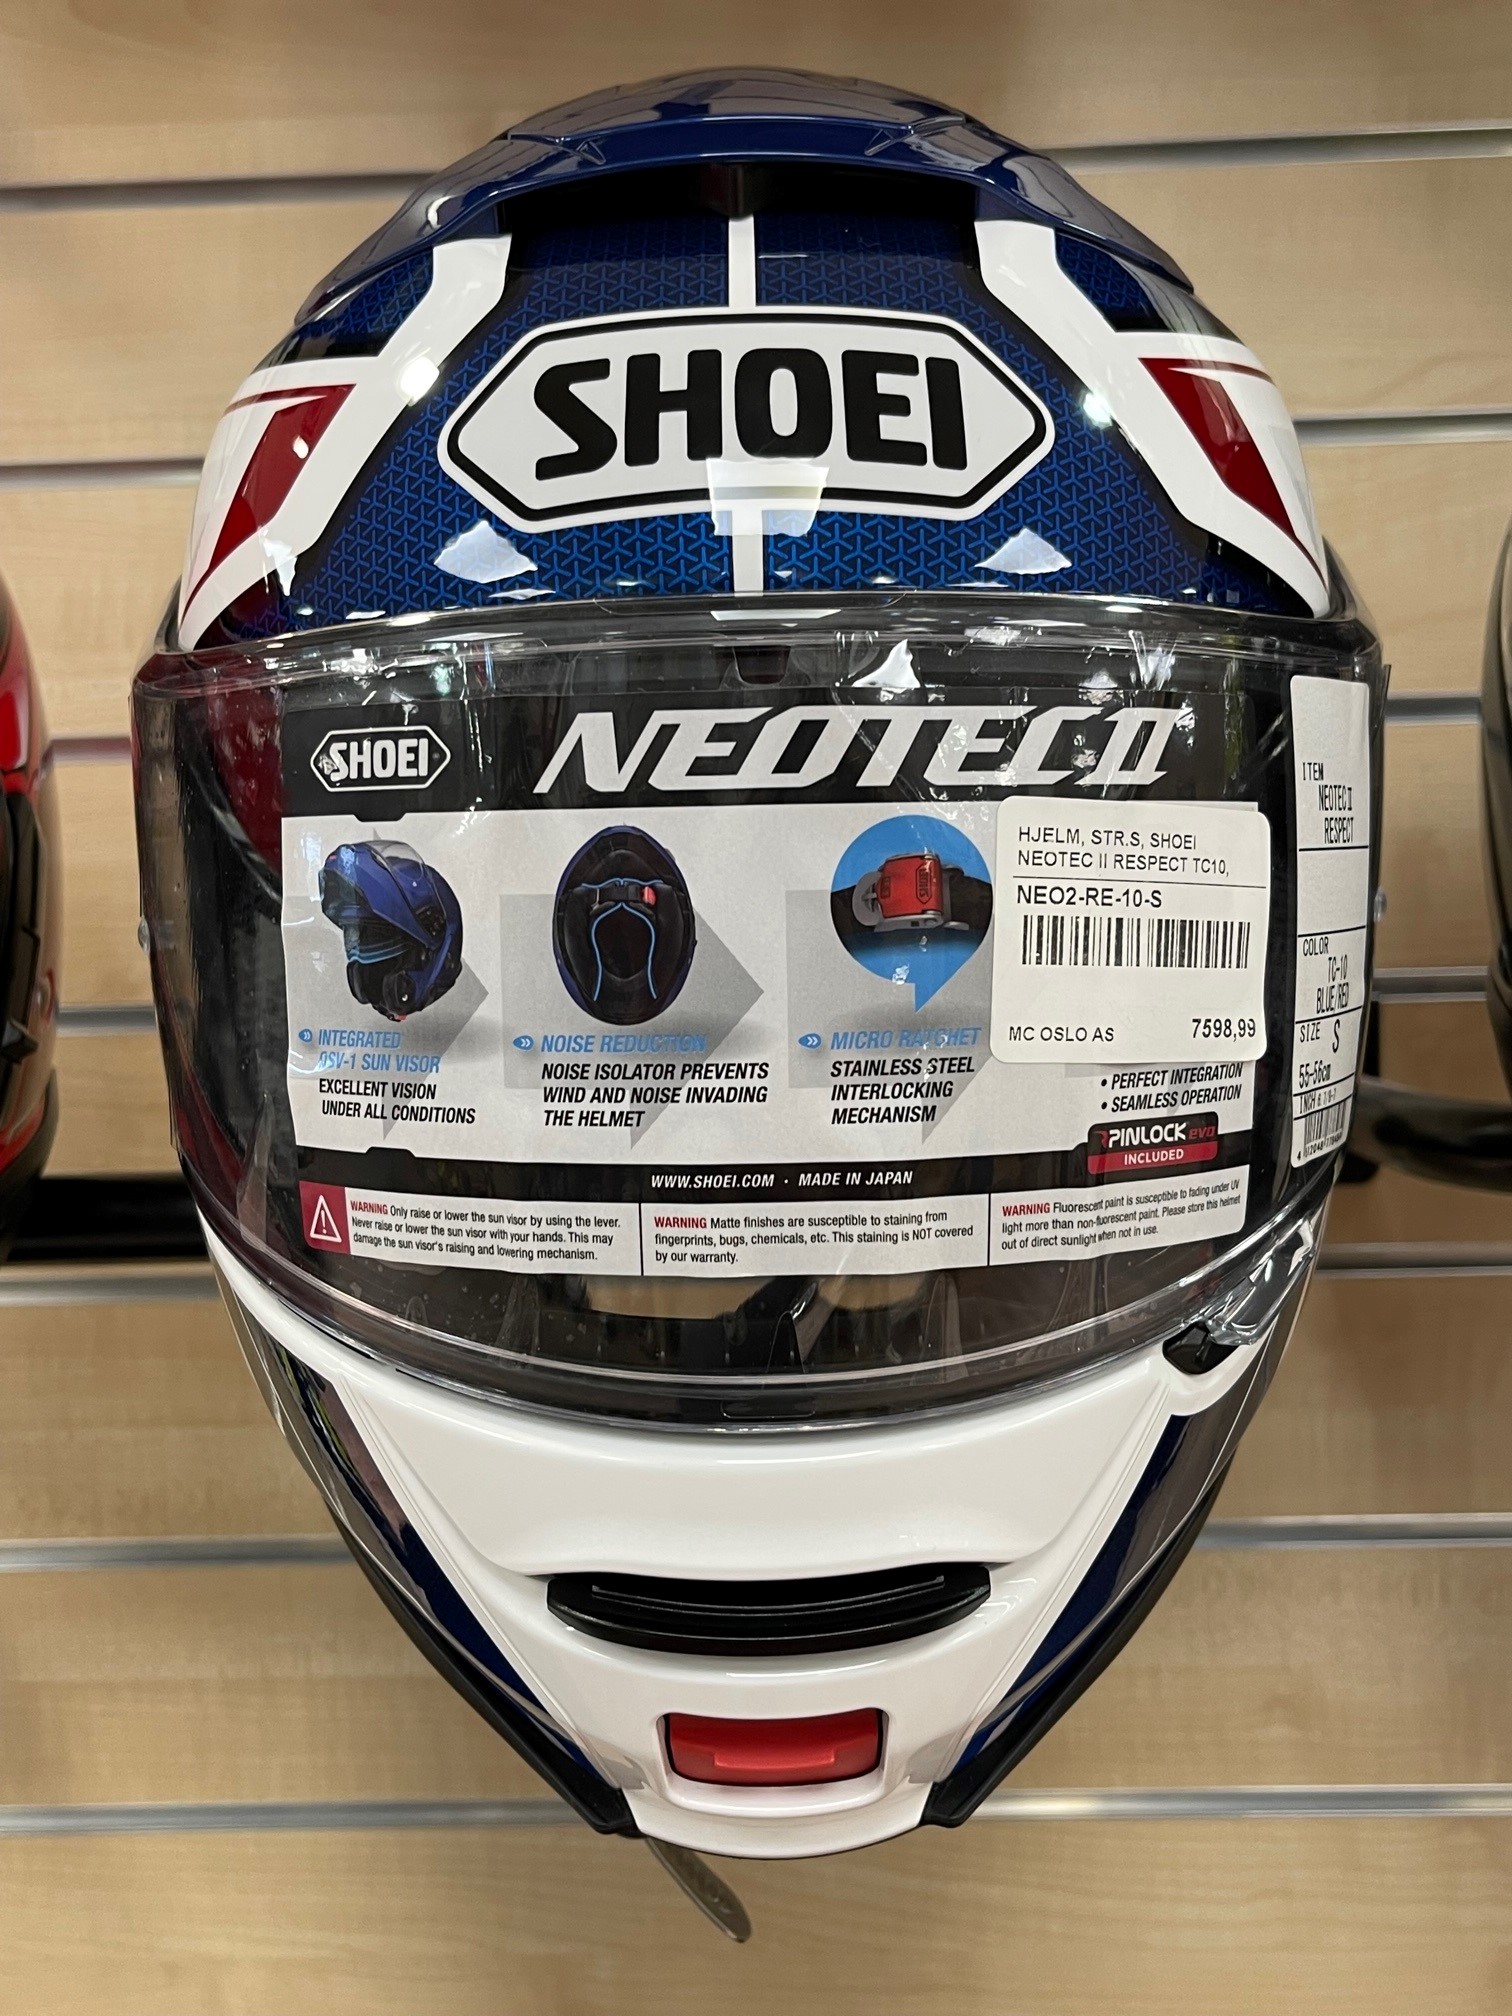 SHOEI
SHOEI
NEOTEC II
INTEGRATED
QSV-1 SUN VISOR
EXCELLENT VISION
UNDER ALL CONDITIONS
NOISE REDUCTION
NOISE ISOLATOR PREVENTS
WIND AND NOISE INVADING
THE HELMET
SHOEI
MICRO RATCHET
STAINLESS STEEL
INTERLOCKING
MECHANISM
HJELM, STR.S, SHOEI
NEOTEC II RESPECT TC10,
NEO2-RE-10-S
MC OSLO AS 7598,99
• PERFECT INTEGRATION
• SEAMLESS OPERATION
PINLOCK evo
INCLUDED
WWW.SHOEI.COM · MADE IN JAPAN
WARNING Only raise or lower the sun visor by using the lever.
Never raise or lower the sun visor with your hands. This may
damage the sun visor's raising and lowering mechanism.
WARNING Matte finishes are susceptible to staining from
fingerprints, bugs, chemicals, etc. This staining is NOT covered
by our warranty.
WARNING Fluorescent paint is susceptible to fading under UV
light more than non-fluorescent paint. Please store this helmet
out of direct sunlight when not in use.
ITEM
NEOTEC II
RESPECT
COLOR
TC-10
BLUE/RED
SIZE S
55-56cm
INCH